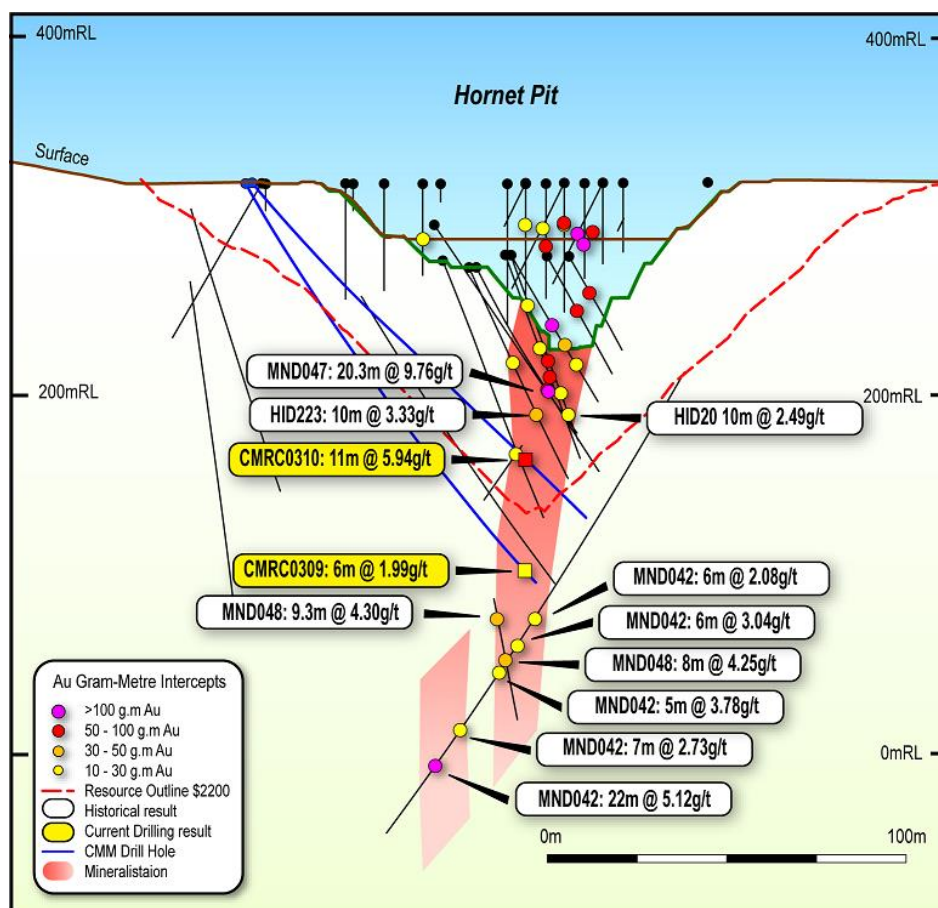 400mRL
400mRL
Hornet Pit
Surface
MND047: 20.3m @ 9.76g/t
200mRL
200mRL
HID223: 10m @ 3.33g/t
HID20 10m @ 2.49g/t
CMRC0310: 11m @ 5.94g/t
CMRC0309: 6m @ 1.99g/t
MND042: 6m @ 2.08g/t
MND048: 9.3m @ 4.30g/t
MND042: 6m @ 3.04g/t
MND048: 8m @ 4.25g/t
MND042: 5m @ 3.78g/t
MND042: 7m @ 2.73g/t
0mRL
MND042: 22m @ 5.12g/t
Au Gram-Metre Intercepts
>100 g.m Au
50 - 100 g.m Au
30 - 50 g.m Au
10 - 30 g.m Au
Resource Outline $2200
Historical result
Current Drilling result
CMM Drill Hole
Mineralistaion
0m
100m